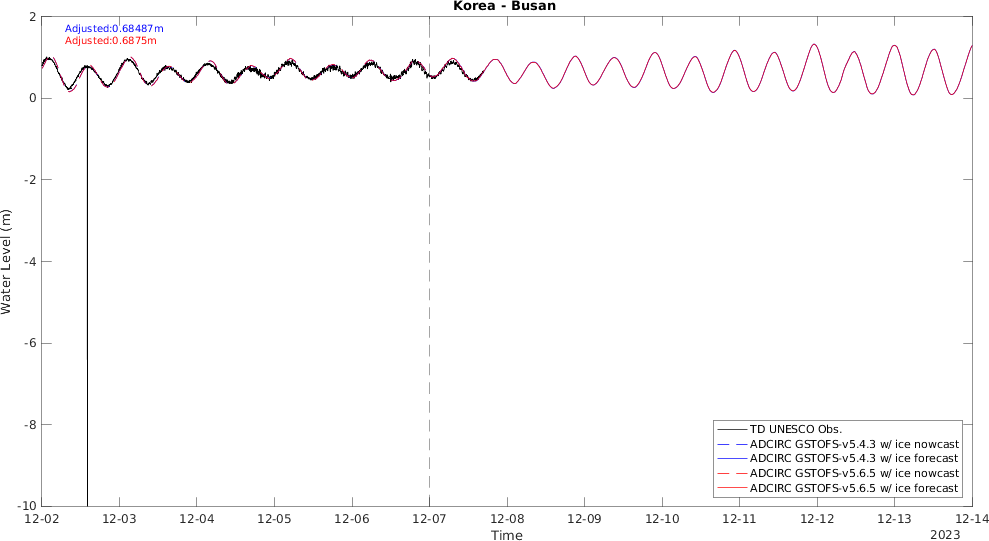 Korea - Busan
Adjusted:0.68487m
Adjusted:0.6875m
Water Level (m)
2
0
-2
-4
-6
-8
-10
TD UNESCO Obs.
ADCIRC GSTOFS-v5.4.3 w/ ice nowcast
ADCIRC GSTOFS-v5.4.3 w/ ice forecast
ADCIRC GSTOFS-v5.6.5 w/ ice nowcast
ADCIRC GSTOFS-v5.6.5 w/ ice forecast
12-02 12-03 12-04 12-05 12-06 12-07 12-08 12-09 12-10 12-11 12-12 12-13 12-14
Time
2023